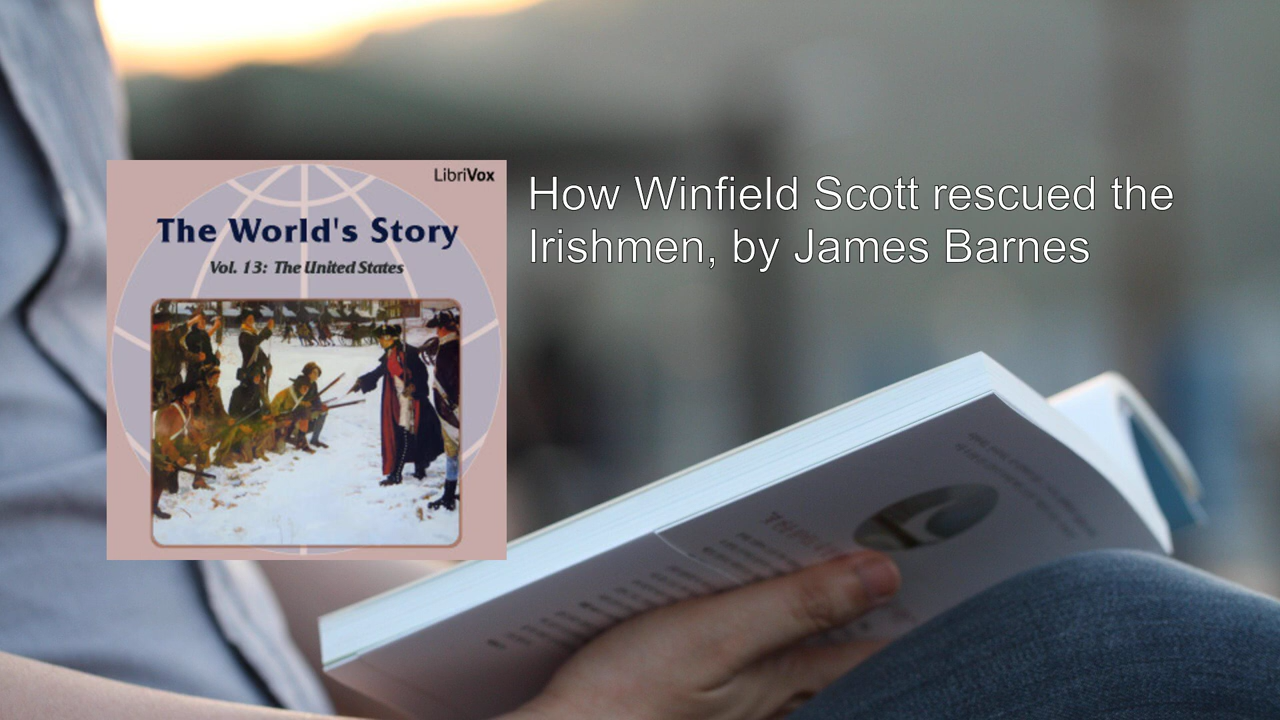 LibriVox
The World's Story
Vol. 13: The United States
How Winfield Scott rescued the
Irishmen, by James Barnes